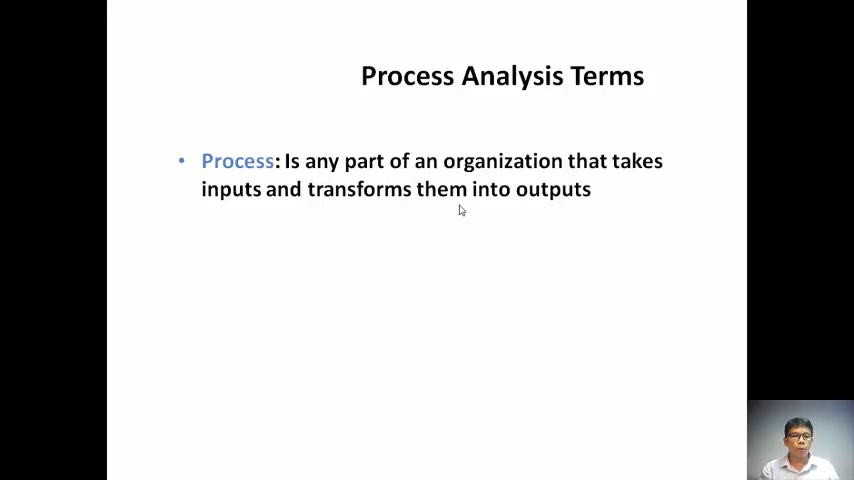 Process Analysis Terms
• Process: Is any part of an organization that takes
inputs and transforms them into outputs